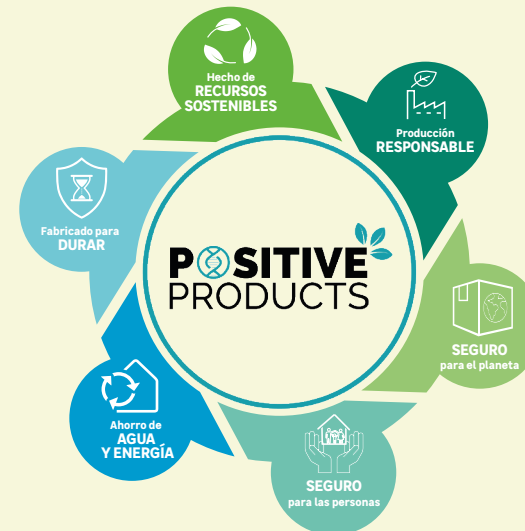 Hecho de
RECURSOS
SOSTENIBLES
Producción
RESPONSABLE
SEGURO
para el planeta
SEGURO
para las personas
Ahorro de
AGUA
Y ENERGÍA
Fabricado para
DURAR
POSITIVE
PRODUCTS